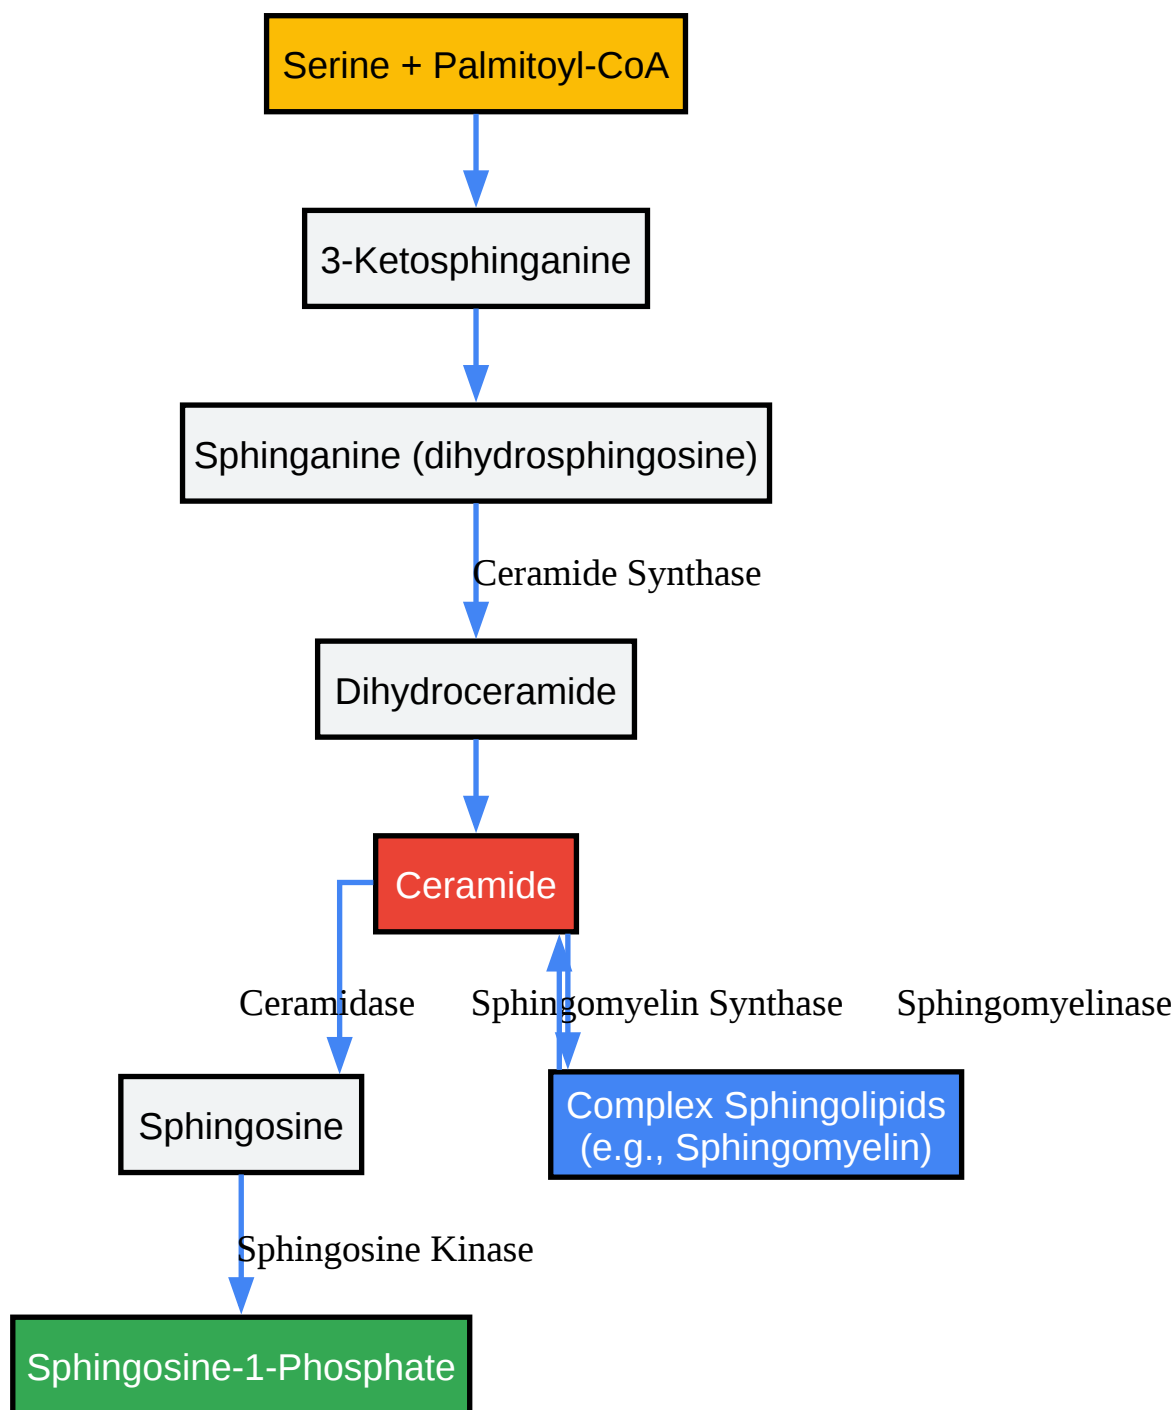 Serine + Palmitoyl-CoA
3-Ketosphinganine
Sphinganine (dihydrosphingosine)
Ceramide Synthase
Dihydroceramide
Ceramide
Ceramidase
Sphingomyelin Synthase
Sphingomyelinase
Sphingosine
Complex Sphingolipids
(e.g., Sphingomyelin)
Sphingosine Kinase
Sphingosine-1-Phosphate